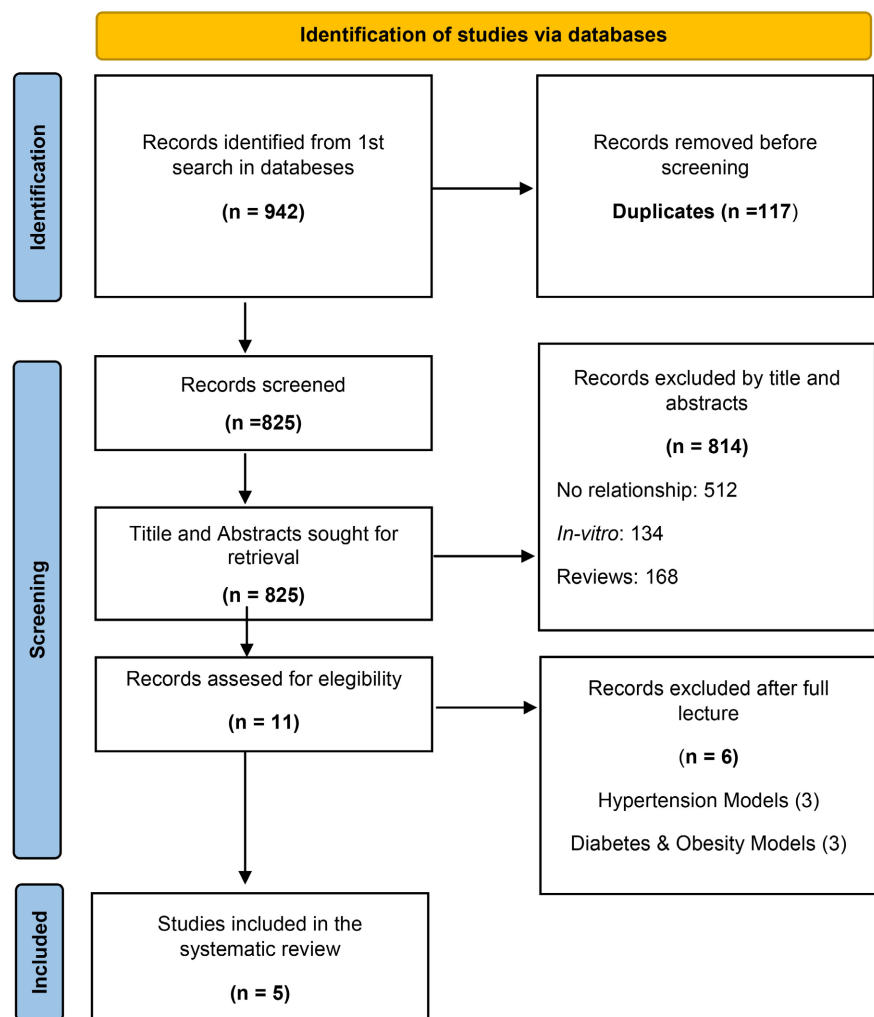 Identification of studies via databases
Identification
Records identified from 1st
search in databeses
(n = 942)
Records removed before
screening
Duplicates (n =117)
Screening
Records screened
(n =825)
Records excluded by title and
abstracts
(n = 814)
No relationship: 512
In-vitro: 134
Reviews: 168
Titile and Abstracts sought for
retrieval
(n = 825)
Records assesed for elegibility
(n = 11)
Records excluded after full
lecture
(n = 6)
Hypertension Models (3)
Diabetes & Obesity Models (3)
Included
Studies included in the
systematic review
(n = 5)